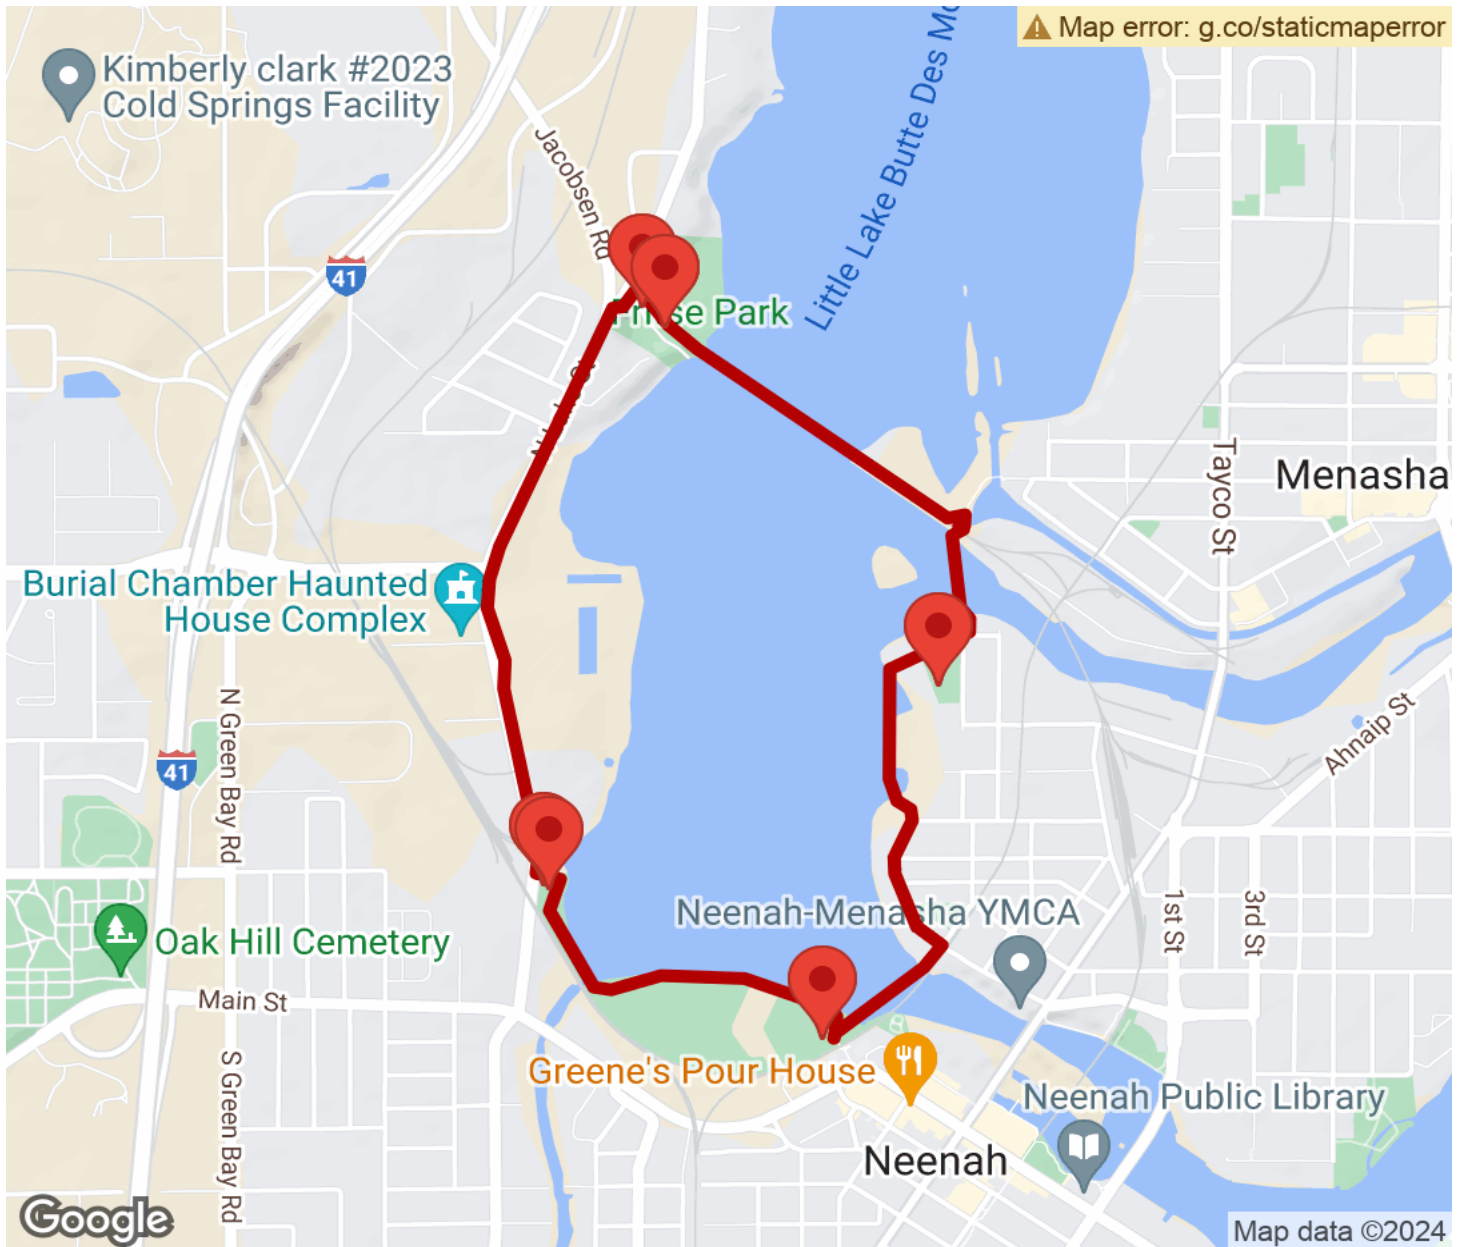 Map error: g.co/staticmaperror
Kimberly clark #2023
Cold Springs Facility
Jacobsen Rd
Little Lake Butte Des Mo
41
Park
Tayco St
Menasha
Burial Chamber Haunted
House Complex
N Green Bay Rd
41
Ahnaip St
Neenah-Menasha YMCA
1st St
3rd St
Oak Hill Cemetery
Main St
Greene's Pour House
S Green Bay Rd
Neenah Public Library
Neenah
Google
Map data ©2024